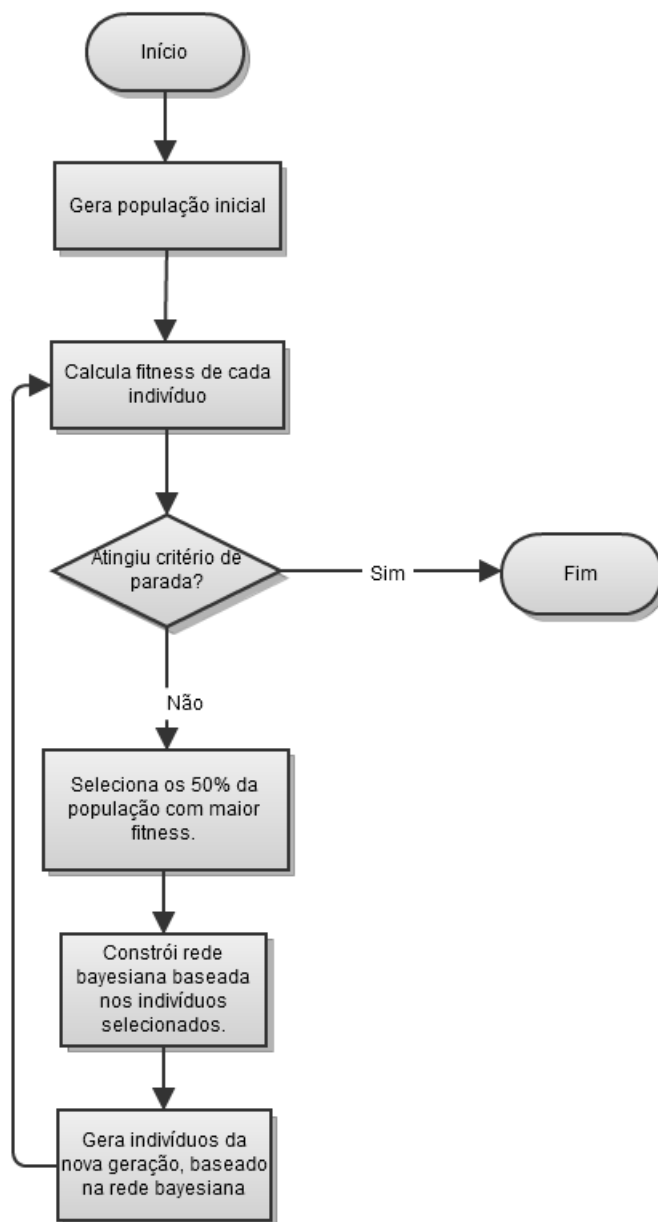 Início
Gera população inicial
Calcula fitness de cada
indivíduo
Atingiu critério de
parada?
Sim
Fim
Não
Seleciona os 50% da
população com maior
fitness.
Constrói rede
bayesiana baseada
nos indivíduos
selecionados.
Gera indivíduos da
nova geração, baseado
na rede bayesiana